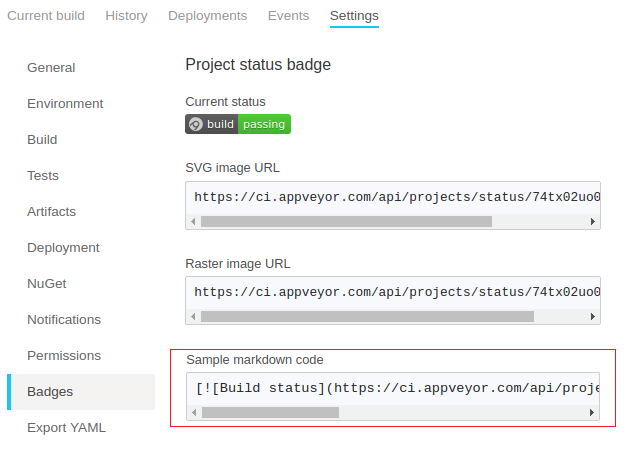 Current build History Deployments Events Settings
General
Environment
Build
Tests
Artifacts
Deployment
NuGet
Notifications
Permissions
Badges
Export YAML
Project status badge
Current status
build passing
SVG image URL
https://ci.appveyor.com/api/projects/status/74tx02uo0
Raster image URL
https://ci.appveyor.com/api/projects/status/74tx02uo0
Sample markdown code
[![Build status](https://ci.appveyor.com/api/proje